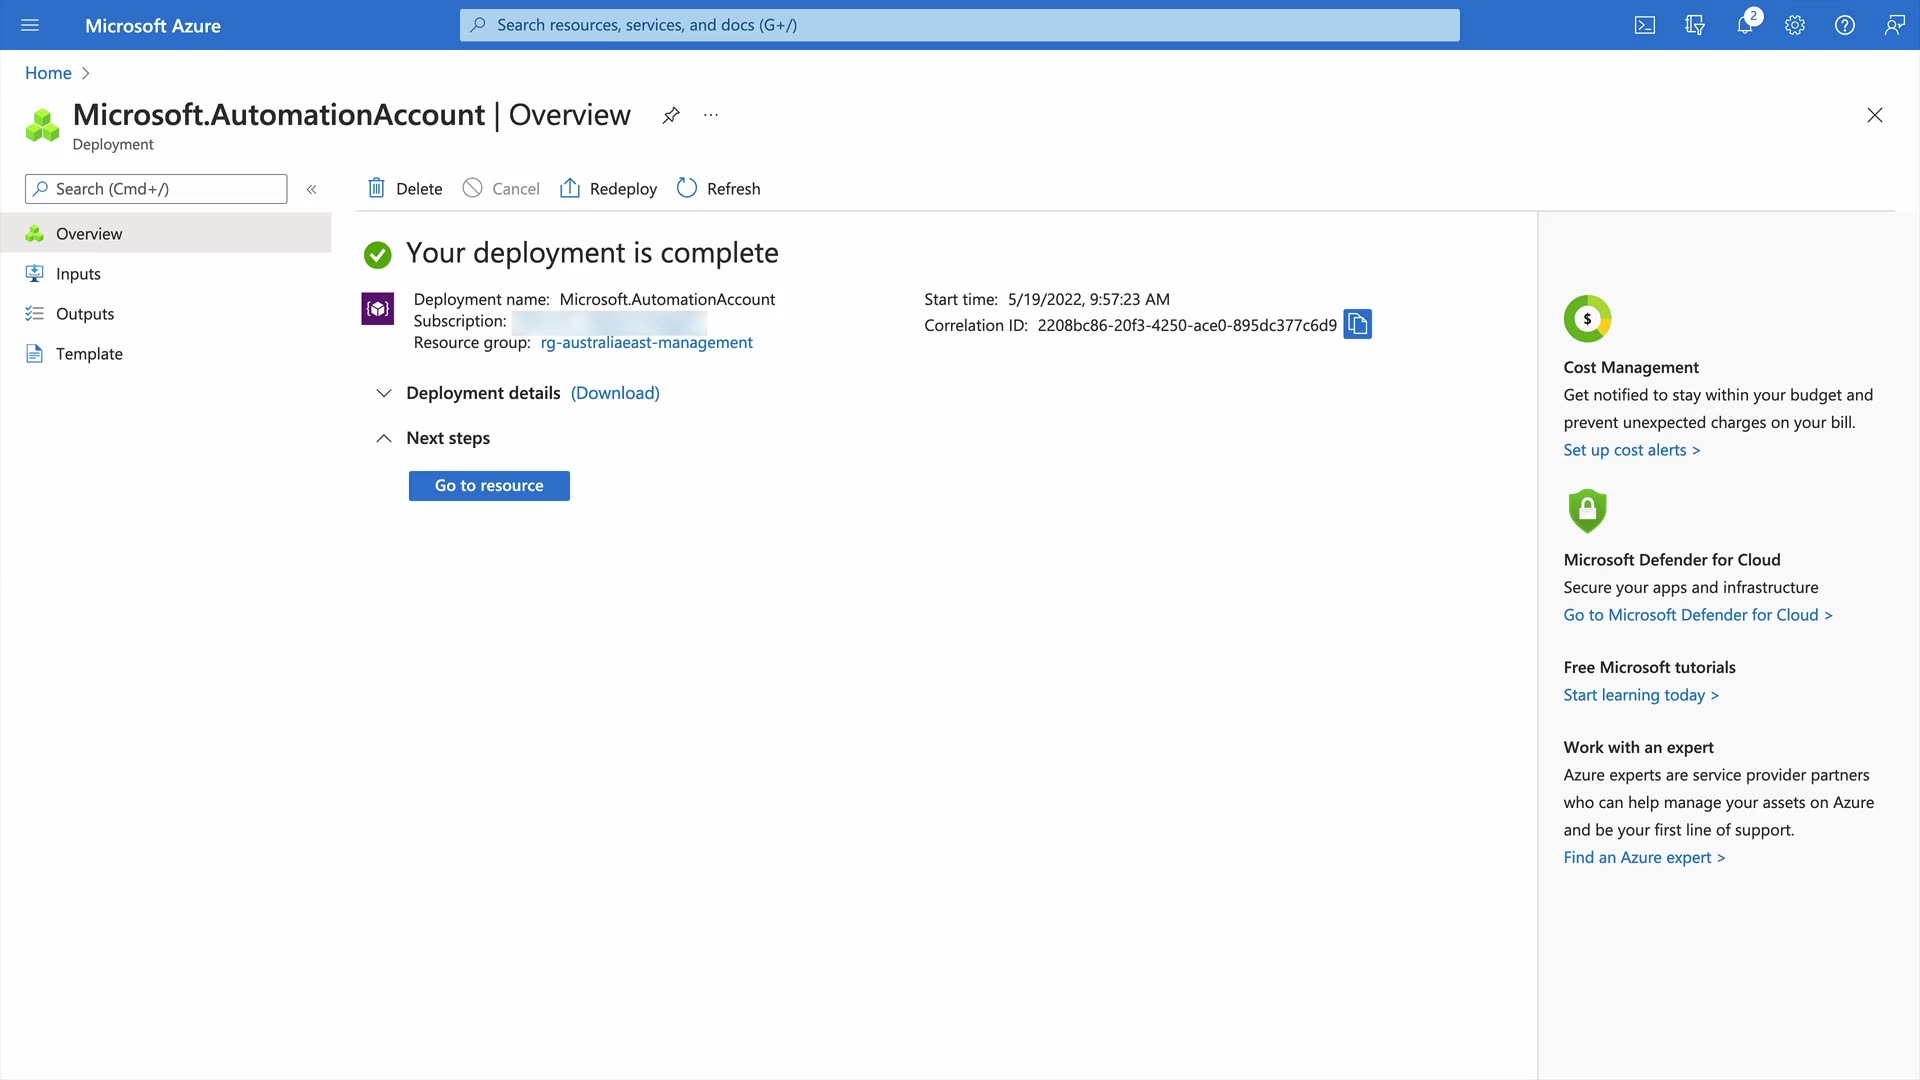 Microsoft Azure
Search resources, services, and docs (G+/)
2
Home
Microsoft.AutomationAccount | Overview
Deployment
Search (Cmd+/)
Delete
Cancel
Redeploy
Refresh
Overview
Inputs
Outputs
Template
Your deployment is complete
Deployment name: Microsoft.AutomationAccount
Subscription:
Resource group: rg-australiaeast-management
Start time: 5/19/2022, 9:57:23 AM
Correlation ID: 2208bc86-20f3-4250-ace0-895dc377c6d9
Deployment details (Download)
Next steps
Go to resource
$
Cost Management
Get notified to stay within your budget and
prevent unexpected charges on your bill.
Set up cost alerts >
Microsoft Defender for Cloud
Secure your apps and infrastructure
Go to Microsoft Defender for Cloud >
Free Microsoft tutorials
Start learning today >
Work with an expert
Azure experts are service provider partners
who can help manage your assets on Azure
and be your first line of support.
Find an Azure expert >